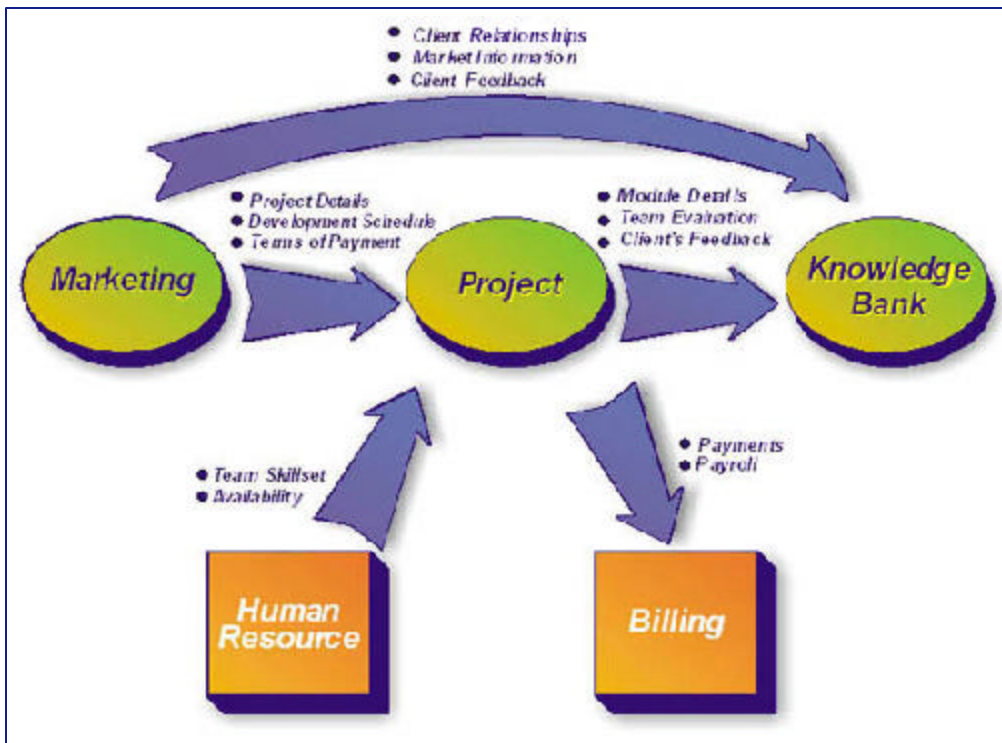 Client Relationships
Market Information
Client Feedback
Project Details
Development Schedule
Terms of Payment
Module Details
Team Evaluation
Client's Feedback
Marketing
Project
Knowledge
Bank
Team Skillset
Availability
Payments
Payroll
Human
Resource
Billing